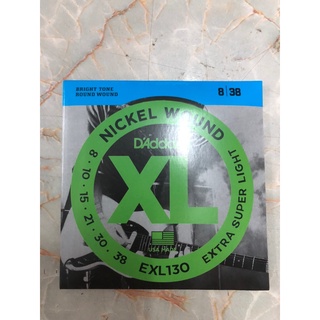 BRIGHT TONE
ROUND WOUND
8|38
NICKEL WOUND
XL
8 · 10 · 15 · 21 · 30 · 38
EXL130
EXTRA SUPER LIGHT